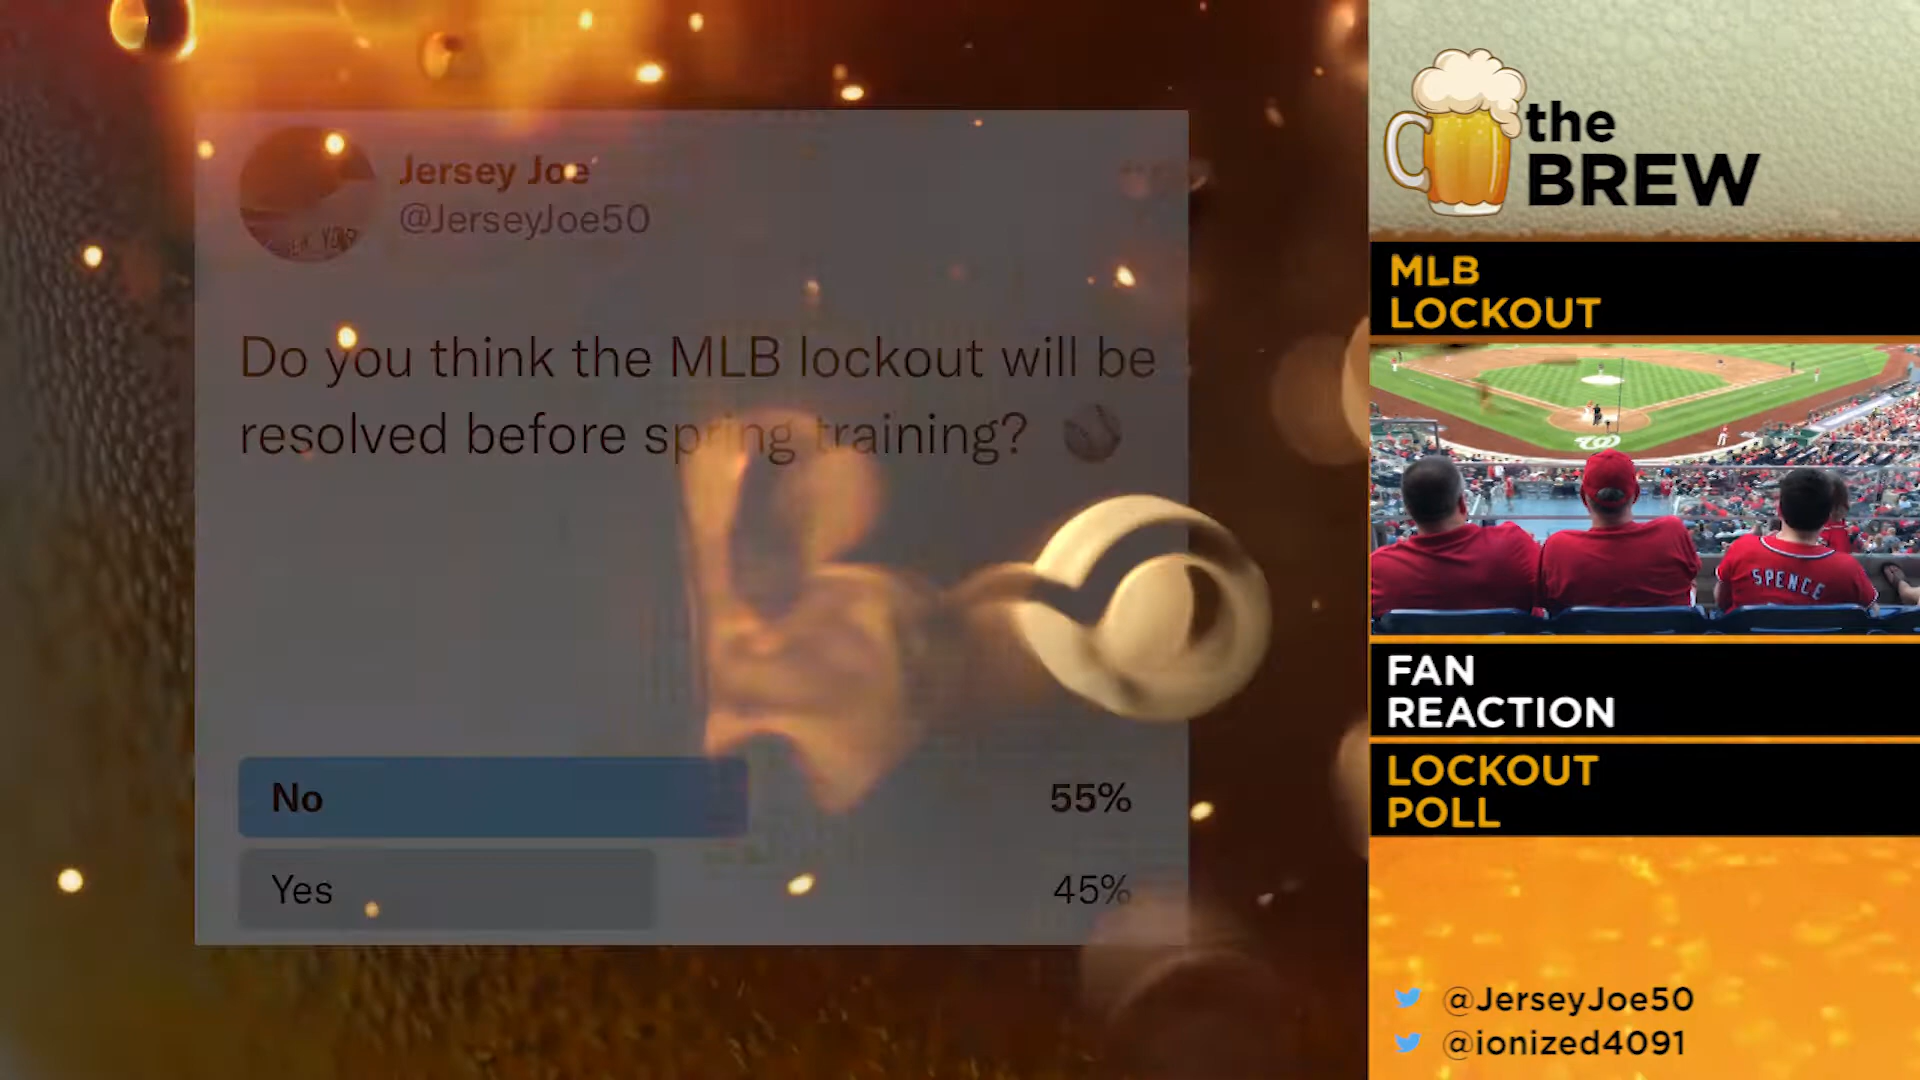 Jersey Joe
@JerseyJoe50
Do you think the MLB lockout will be
resolved before spring training?
No 55%
Yes 45%
the
BREW
MLB
LOCKOUT
SPENCE
FAN
REACTION
LOCKOUT
POLL
@JerseyJoe50
@ionized4091